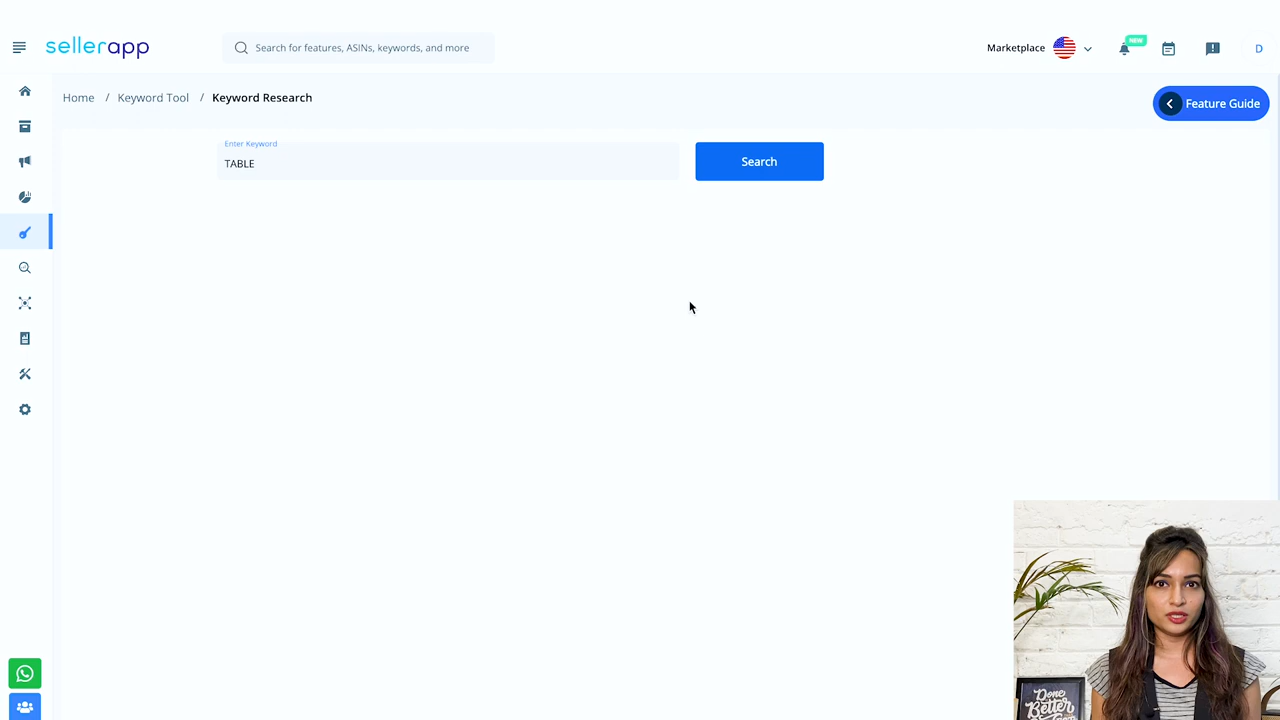 sellerapp
Search for features, ASINs, keywords, and more
Marketplace
NEW
D
Home / Keyword Tool / Keyword Research
Feature Guide
Enter Keyword
TABLE
Search
Done
Better